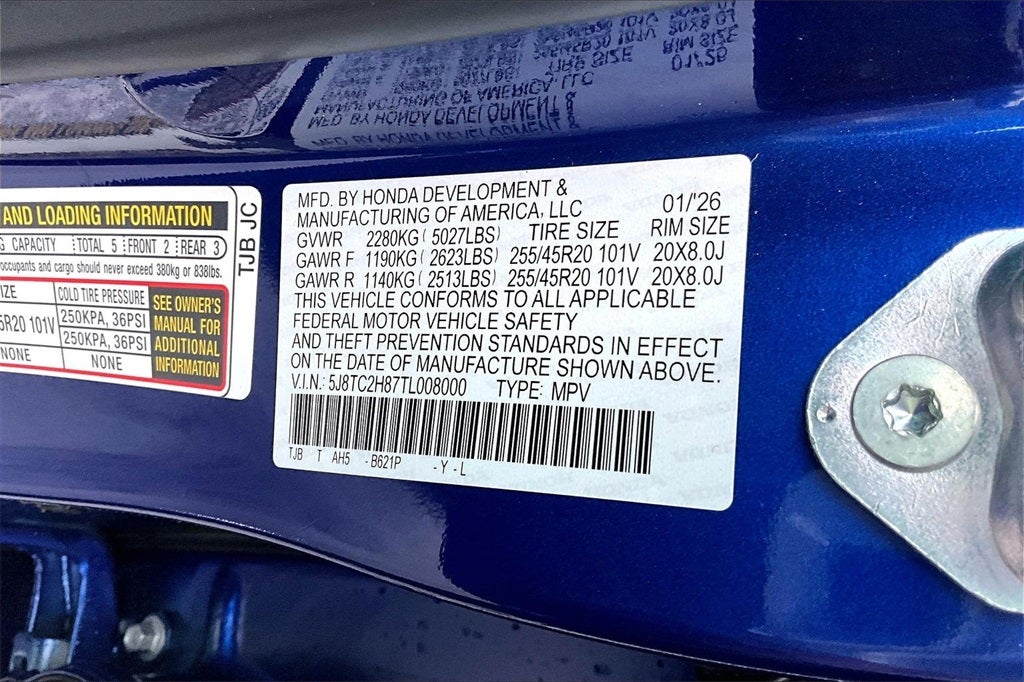 AND LOADING INFORMATION
G CAPACITY TOTAL 5 FRONT 2 REAR 3
occupants and cargo should never exceed 380kg or 838lbs.
IZE COLD TIRE PRESSURE
5R20 101V 250KPA, 36PSI
250KPA, 36PSI
NONE NONE
SEE OWNER'S
MANUAL FOR
ADDITIONAL
INFORMATION
TJB JC
MFD. BY HONDA DEVELOPMENT &
MANUFACTURING OF AMERICA, LLC 01/'26
GVWR 2280KG (5027LBS) TIRE SIZE RIM SIZE
GAWR F 1190KG (2623LBS) 255/45R20 101V 20X8.0J
GAWR R 1140KG (2513LBS) 255/45R20 101V 20X8.0J
THIS VEHICLE CONFORMS TO ALL APPLICABLE
FEDERAL MOTOR VEHICLE SAFETY
AND THEFT PREVENTION STANDARDS IN EFFECT
ON THE DATE OF MANUFACTURE SHOWN ABOVE.
V.I.N.: 5J8TC2H87TL008000 TYPE: MPV
TJB T AH5 -B621P -Y-L